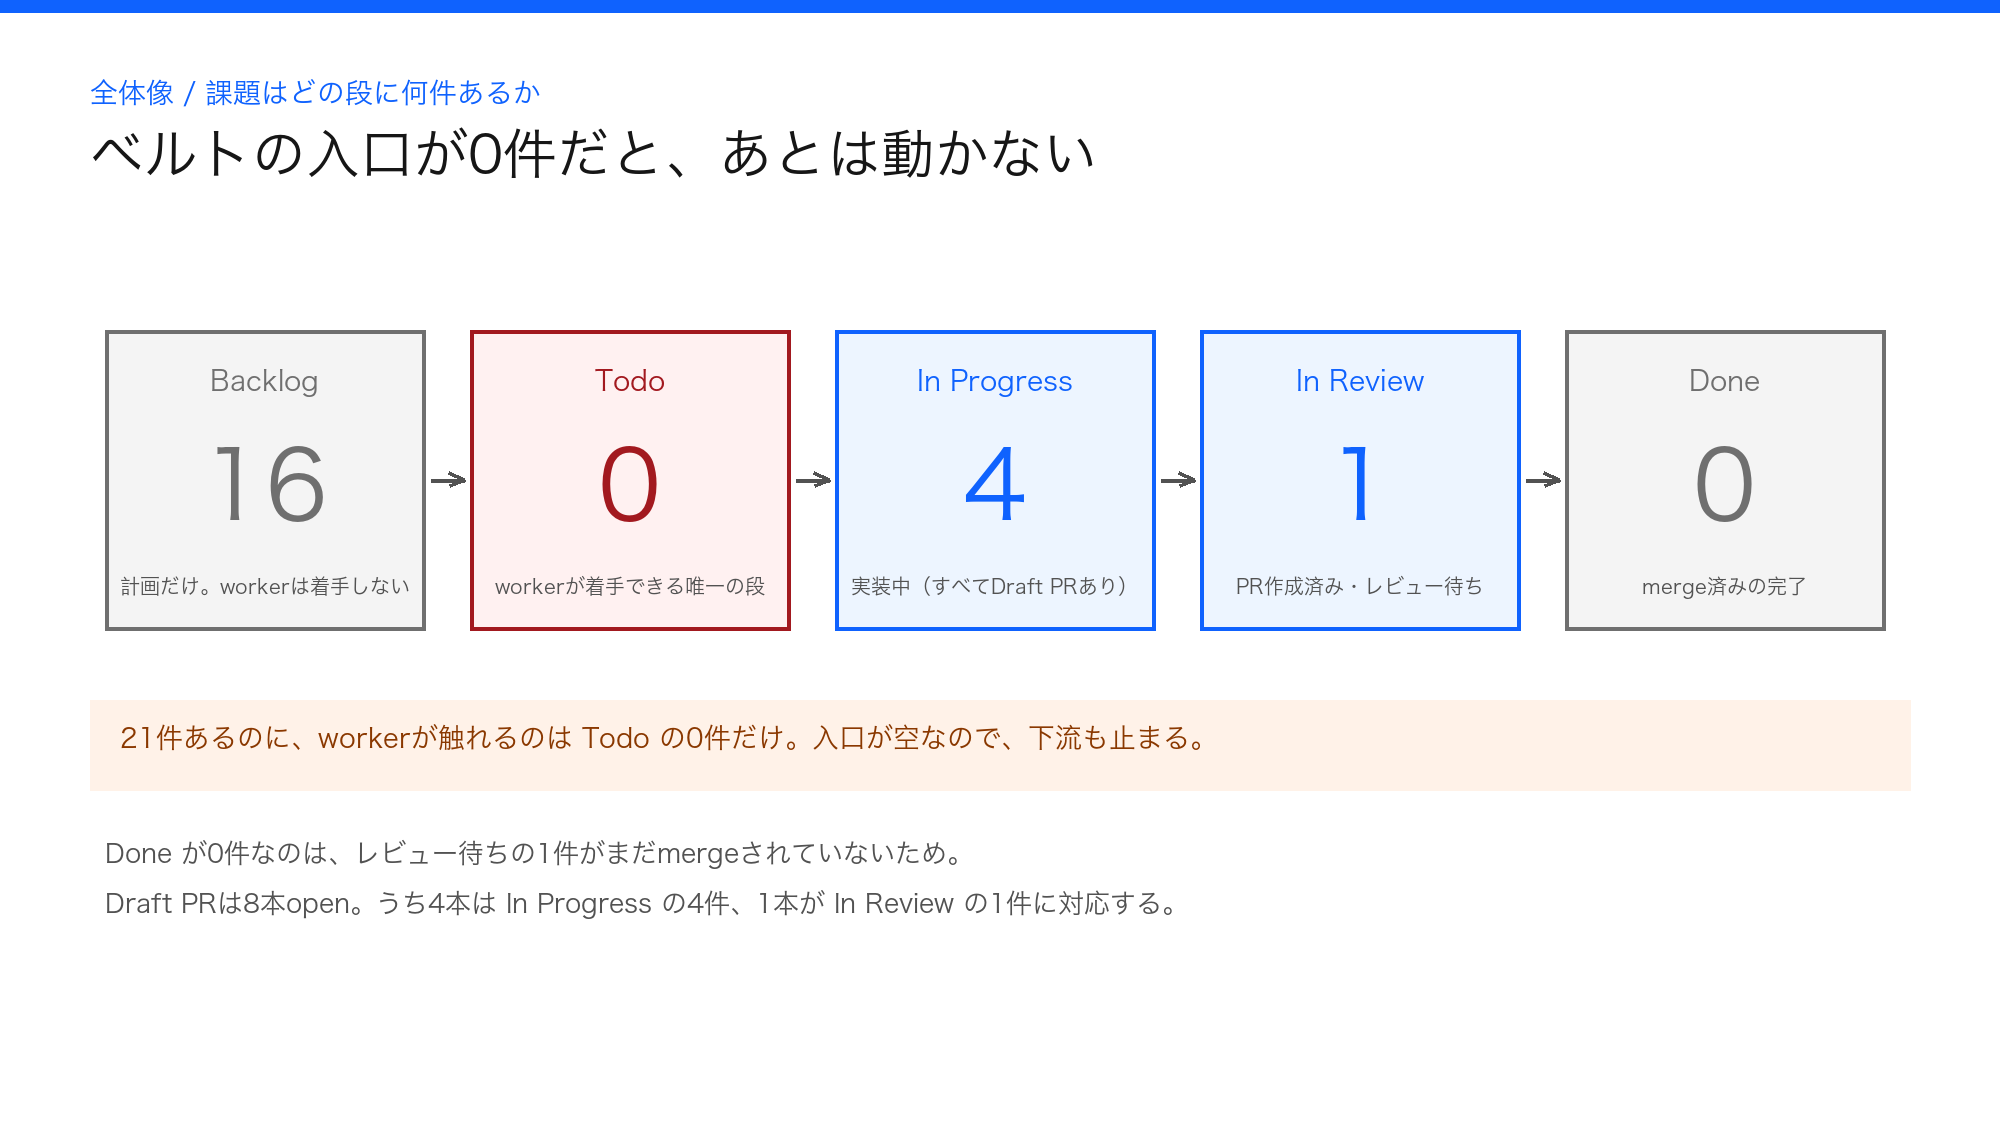 全体像 / 課題はどの段に何件あるか
ベルトの入口が0件だと、あとは動かない
Backlog
16
計画だけ。workerは着手しない
Todo
0
workerが着手できる唯一の段
In Progress
4
実装中（すべてDraft PRあり）
In Review
1
PR作成済み・レビュー待ち
Done
0
merge済みの完了
21件あるのに、workerが触れるのは Todo の0件だけ。入口が空なので、下流も止まる。
Done が0件なのは、レビュー待ちの1件がまだmergeされていないため。
Draft PRは8本open。うち4本は In Progress の4件、1本が In Review の1件に対応する。